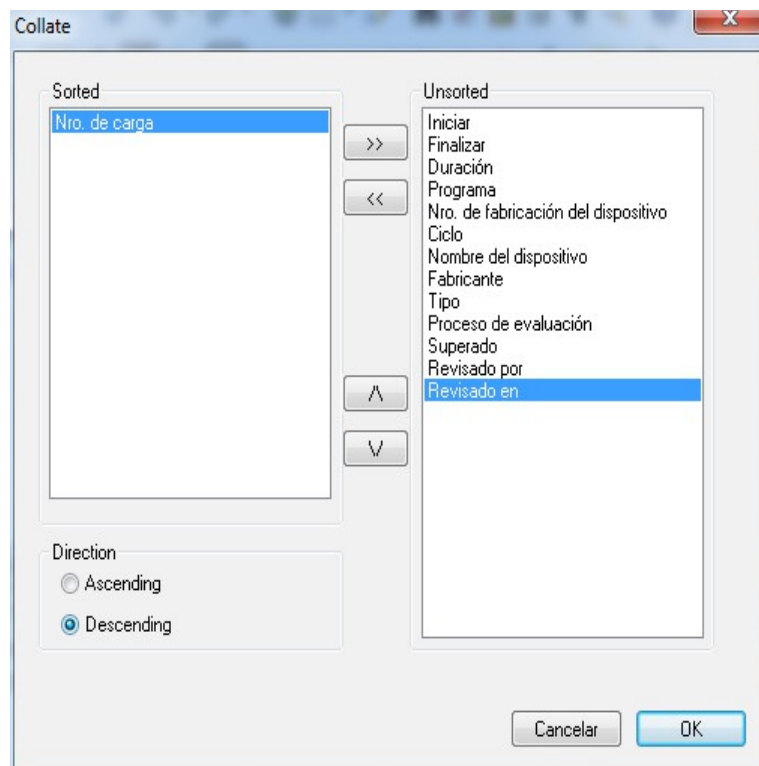 Collate
X
Sorted
Nro. de carga
>>
<<
/\
\/
Direction
Ascending
Descending
Unsorted
Iniciar
Finalizar
Duración
Programa
Nro. de fabricación del dispositivo
Ciclo
Nombre del dispositivo
Fabricante
Tipo
Proceso de evaluación
Superado
Revisado por
Revisado en
Cancelar
OK